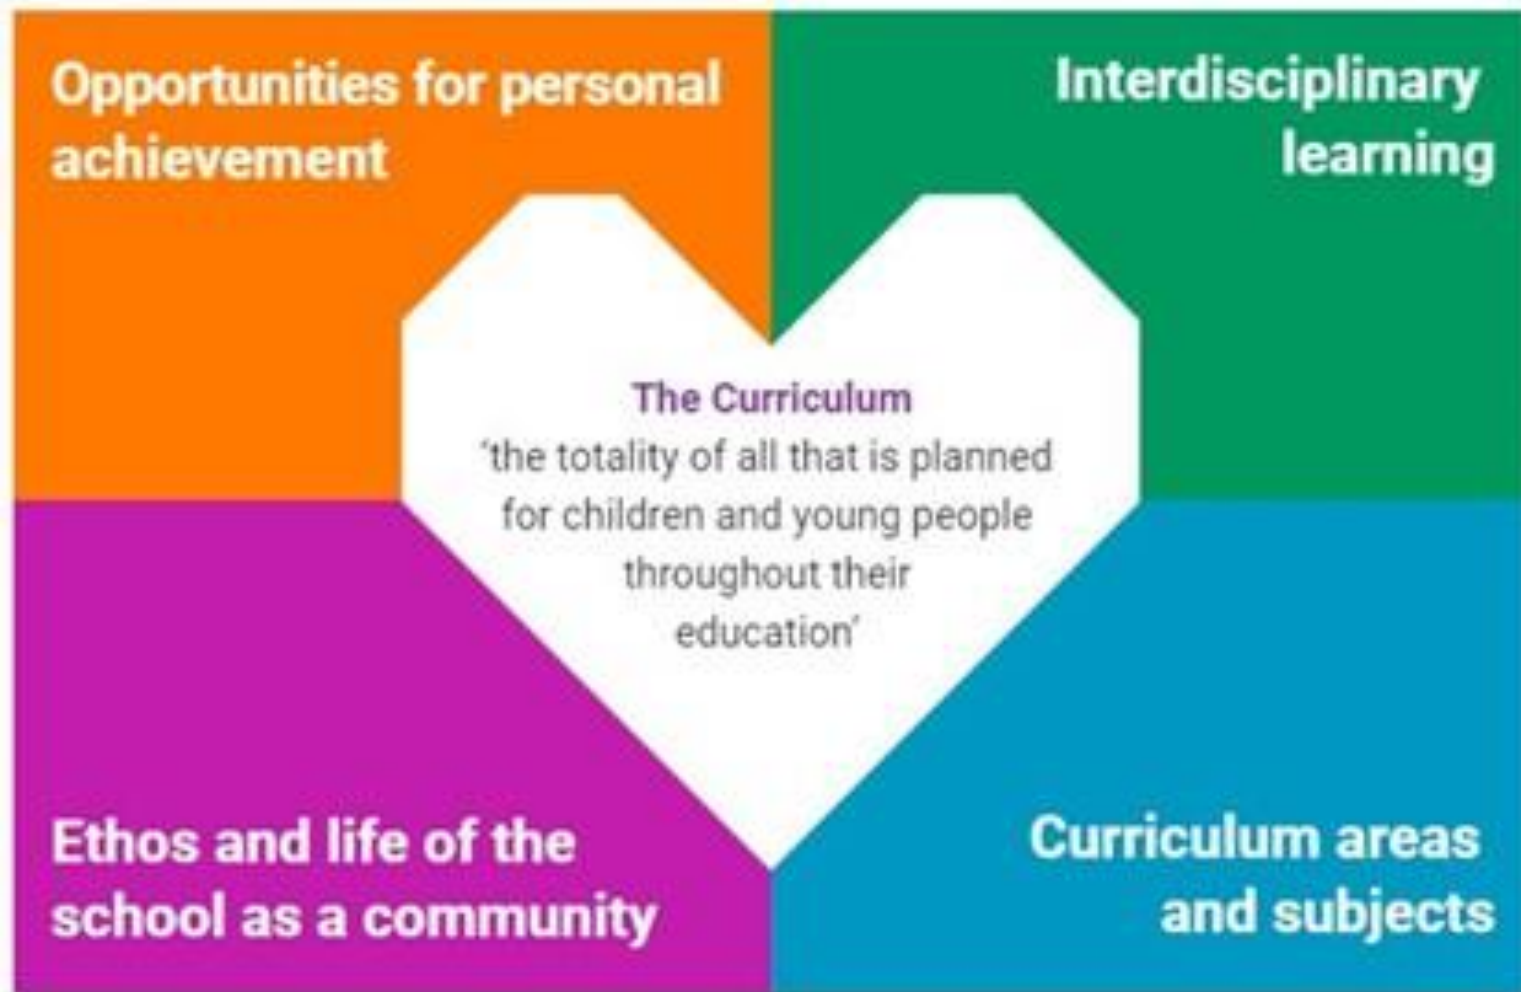 Opportunities for personal
achievement
Interdisciplinary
learning
The Curriculum
‘the totality of all that is planned
for children and young people
throughout their
education’
Ethos and life of the
school as a community
Curriculum areas
and subjects